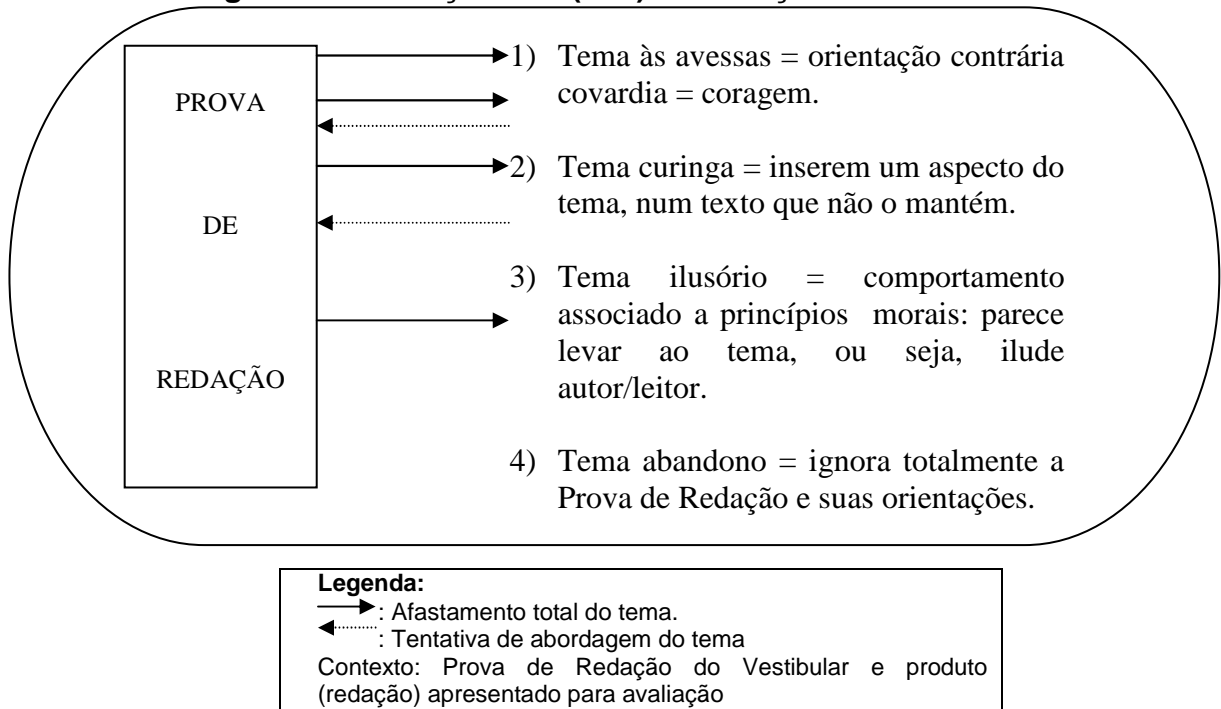 PROVA
DE
REDAÇÃO
1) Tema às avessas = orientação contrária
covardia = coragem.
2) Tema curinga = inserem um aspecto do
tema, num texto que não o mantém.
3) Tema ilusório = comportamento
associado a princípios morais: parece
levar ao tema, ou seja, ilude
autor/leitor.
4) Tema abandono = ignora totalmente a
Prova de Redação e suas orientações.
Legenda:
: Afastamento total do tema.
: Tentativa de abordagem do tema
Contexto: Prova de Redação do Vestibular e produto
(redação) apresentado para avaliação